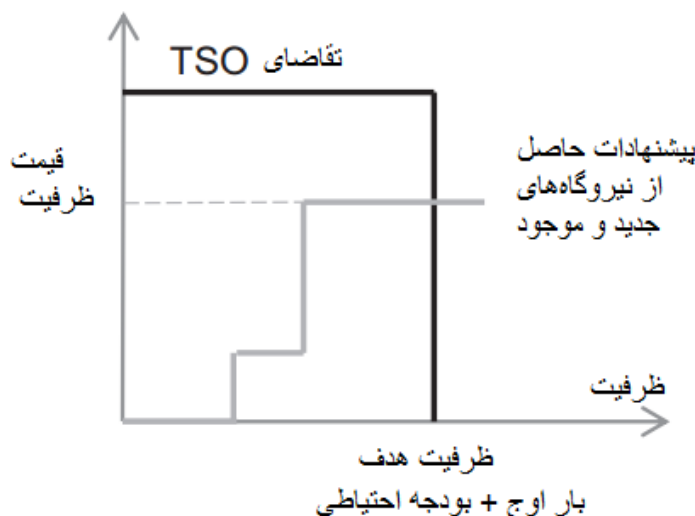 تقاضای TSO
قیمت
ظرفیت
پیشنهادات حاصل
از نیروگاه‌های
جدید و موجود
ظرفیت
ظرفیت هدف
بار اوج + بودجه احتیاطی